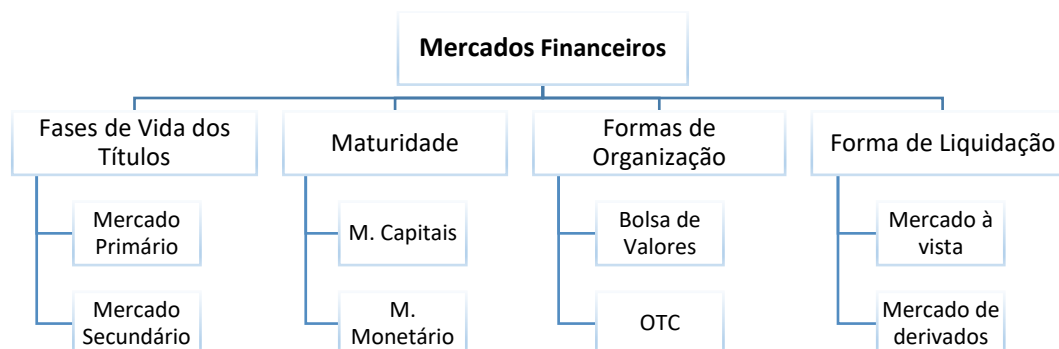 Mercados Financeiros
Fases de Vida dos
Títulos
Maturidade
Formas de
Organização
Forma de Liquidação
Mercado
Primário
M. Capitais
Bolsa de
Valores
Mercado à
vista
Mercado
Secundário
M.
Monetário
OTC
Mercado de
derivados